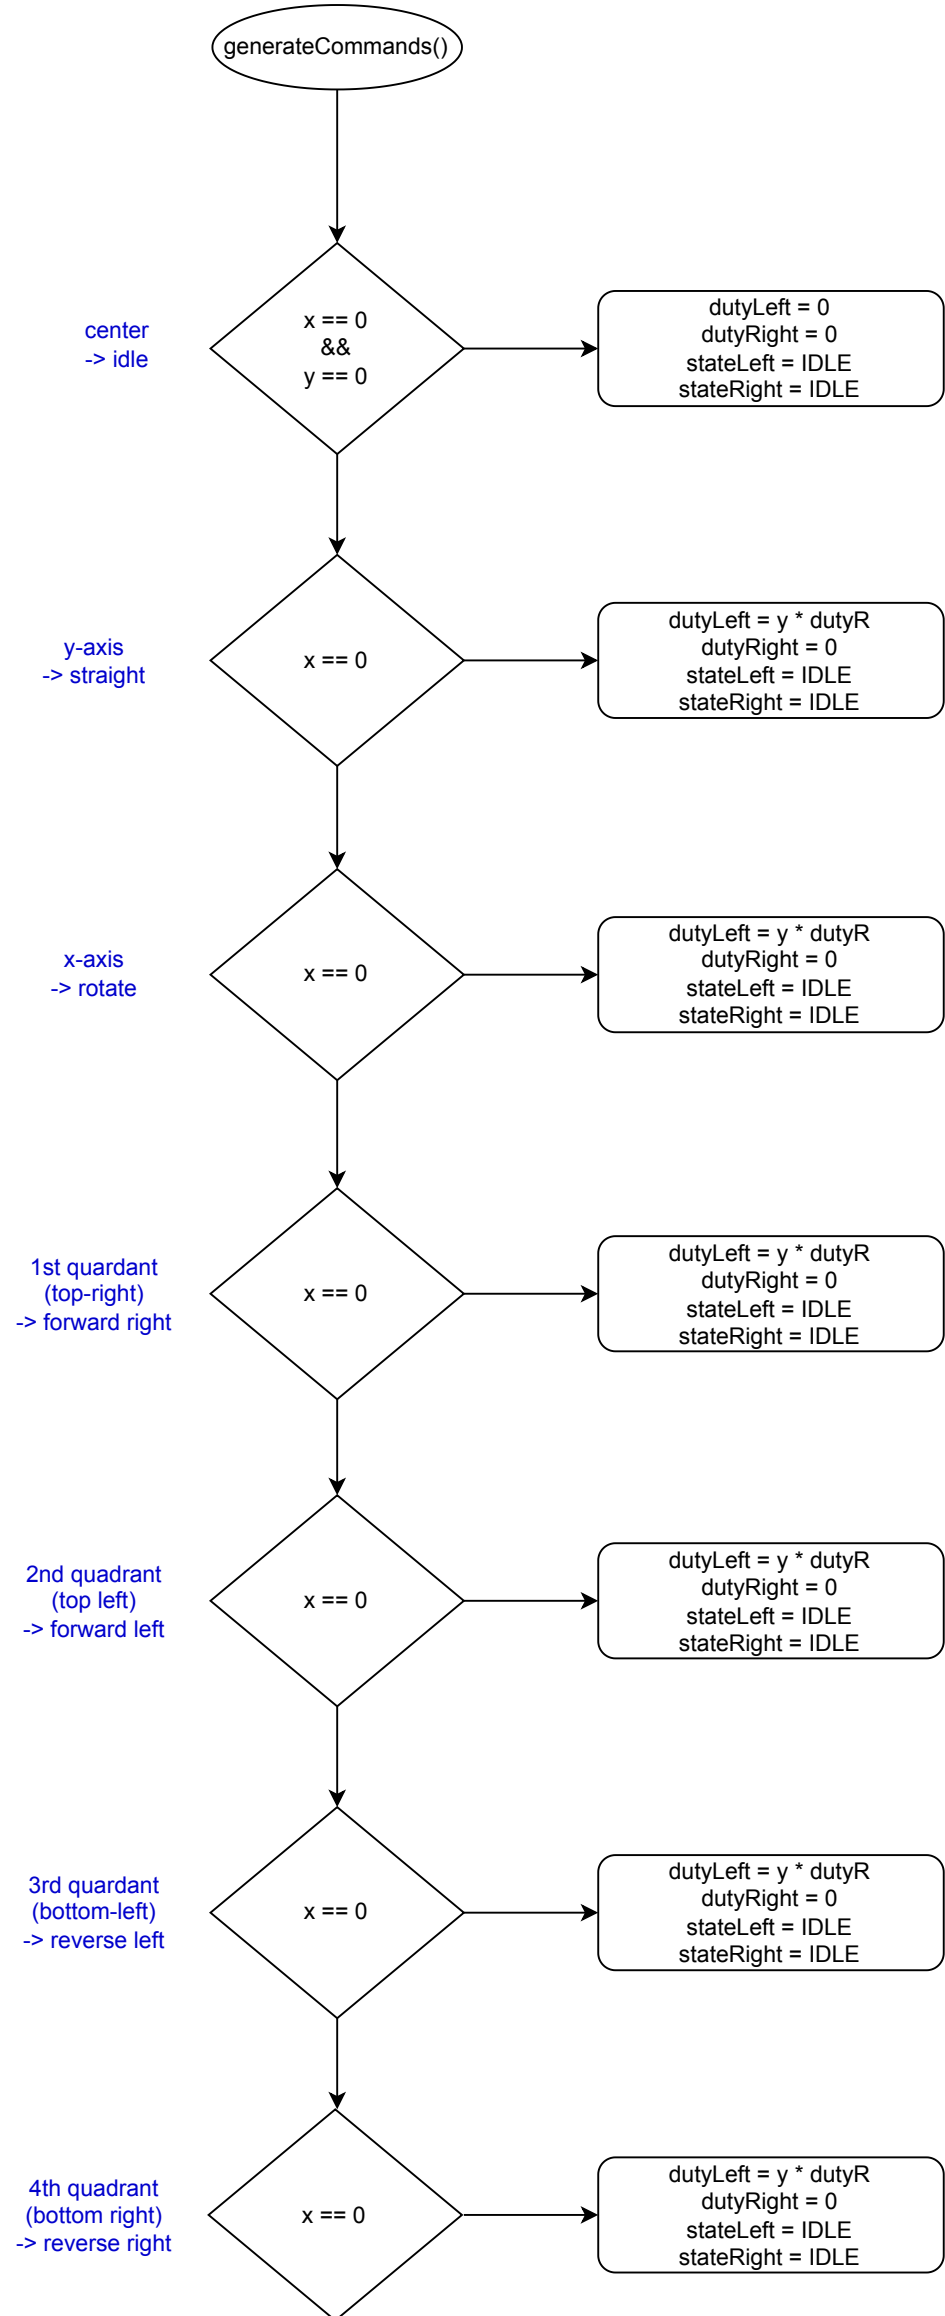 generateCommands()
center
-> idle
x == 0
&&
y == 0
dutyLeft = 0
dutyRight = 0
stateLeft = IDLE
stateRight = IDLE
y-axis
-> straight
x == 0
dutyLeft = y * dutyR
dutyRight = 0
stateLeft = IDLE
stateRight = IDLE
x-axis
-> rotate
x == 0
dutyLeft = y * dutyR
dutyRight = 0
stateLeft = IDLE
stateRight = IDLE
1st quardant
(top-right)
-> forward right
x == 0
dutyLeft = y * dutyR
dutyRight = 0
stateLeft = IDLE
stateRight = IDLE
2nd quadrant
(top left)
-> forward left
x == 0
dutyLeft = y * dutyR
dutyRight = 0
stateLeft = IDLE
stateRight = IDLE
3rd quardant
(bottom-left)
-> reverse left
x == 0
dutyLeft = y * dutyR
dutyRight = 0
stateLeft = IDLE
stateRight = IDLE
4th quadrant
(bottom right)
-> reverse right
x == 0
dutyLeft = y * dutyR
dutyRight = 0
stateLeft = IDLE
stateRight = IDLE